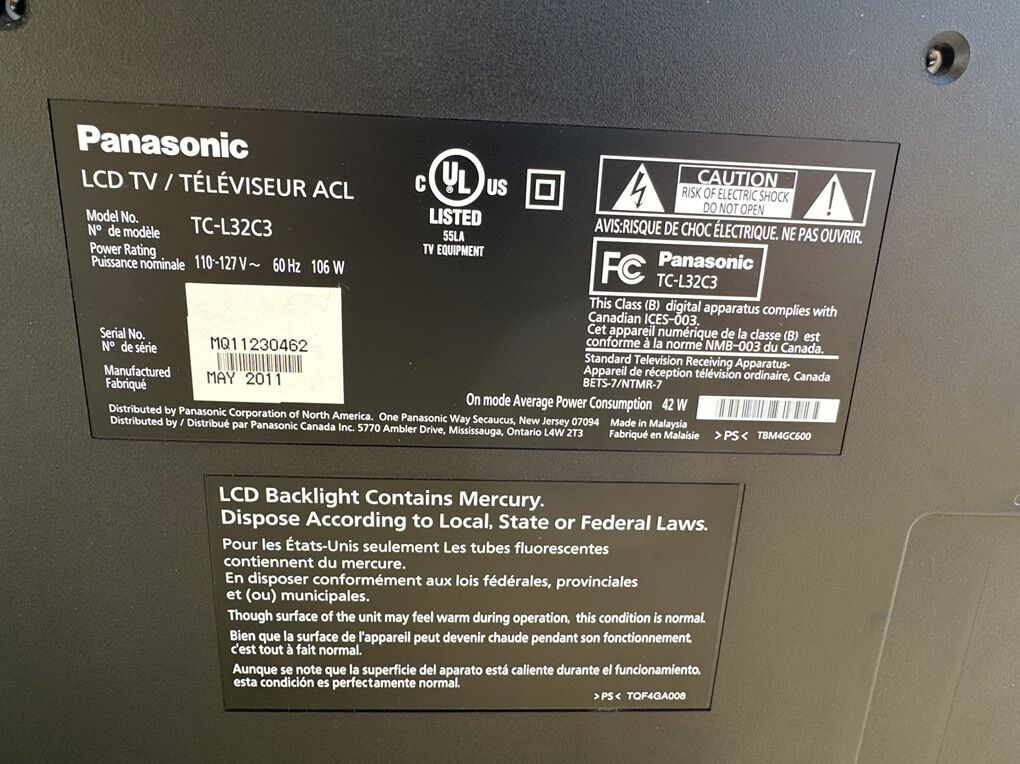 Panasonic
LCD TV / TÉLÉVISEUR ACL
Model No.
N° de modèle
TC-L32C3
Power Rating
Puissance nominale
110-127 V ~ 60 Hz 106 W
Serial No.
N° de série
MQ11230462
Manufactured
Fabriqué
MAY 2011
C UL US
LISTED
55LA
TV EQUIPMENT
CAUTION
RISK OF ELECTRIC SHOCK
DO NOT OPEN
AVIS:RISQUE DE CHOC ÉLECTRIQUE. NE PAS OUVRIR.
FC Panasonic
TC-L32C3
This Class (B) digital apparatus complies with
Canadian ICES-003.
Cet appareil numérique de la classe (B) est
conforme à la norme NMB-003 du Canada.
Standard Television Receiving Apparatus-
Appareil de réception télévision ordinaire, Canada
BETS-7/NTMR-7
On mode Average Power Consumption 42 W
Distributed by Panasonic Corporation of North America. One Panasonic Way Secaucus, New Jersey 07094
Distributed by / Distribué par Panasonic Canada Inc. 5770 Ambler Drive, Mississauga, Ontario L4W 2T3
Made in Malaysia
Fabriqué en Malaisie
>PS< TBM4GC600
LCD Backlight Contains Mercury.
Dispose According to Local, State or Federal Laws.
Pour les États-Unis seulement Les tubes fluorescentes
contiennent du mercure.
En disposer conformément aux lois fédérales, provinciales
et (ou) municipales.
Though surface of the unit may feel warm during operation, this condition is normal.
Bien que la surface de l'appareil peut devenir chaude pendant son fonctionnement,
c'est tout à fait normal.
Aunque se note que la superficie del aparato está caliente durante el funcionamiento,
esta condición es perfectamente normal.
>PS< TQF4GA008